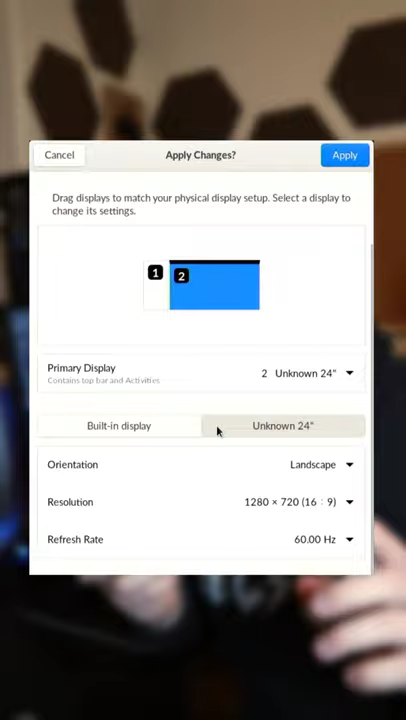 Cancel
Apply Changes?
Apply
Drag displays to match your physical display setup. Select a display to
change its settings.
1
2
Primary Display
Contains top bar and Activities
2 Unknown 24"
Built-in display
Unknown 24"
Orientation
Landscape
Resolution
1280 × 720 (16 : 9)
Refresh Rate
60.00 Hz